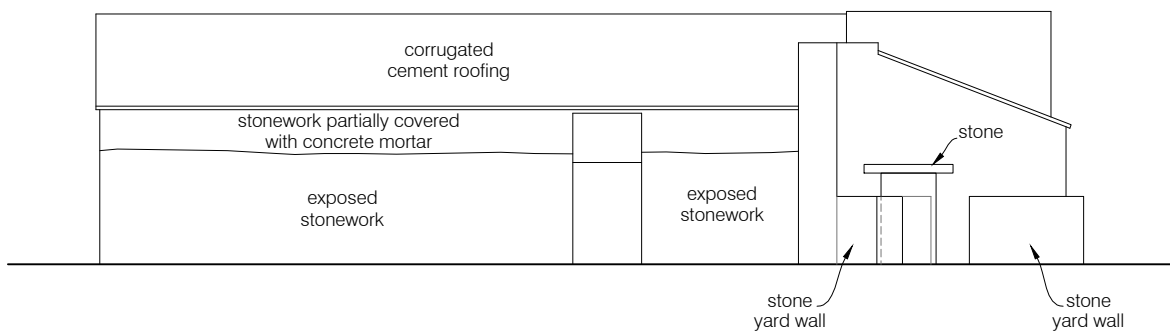 corrugated
cement roofing
stonework partially covered
with concrete mortar
stone
exposed
stonework
exposed
stonework
stone
yard wall
stone
yard wall